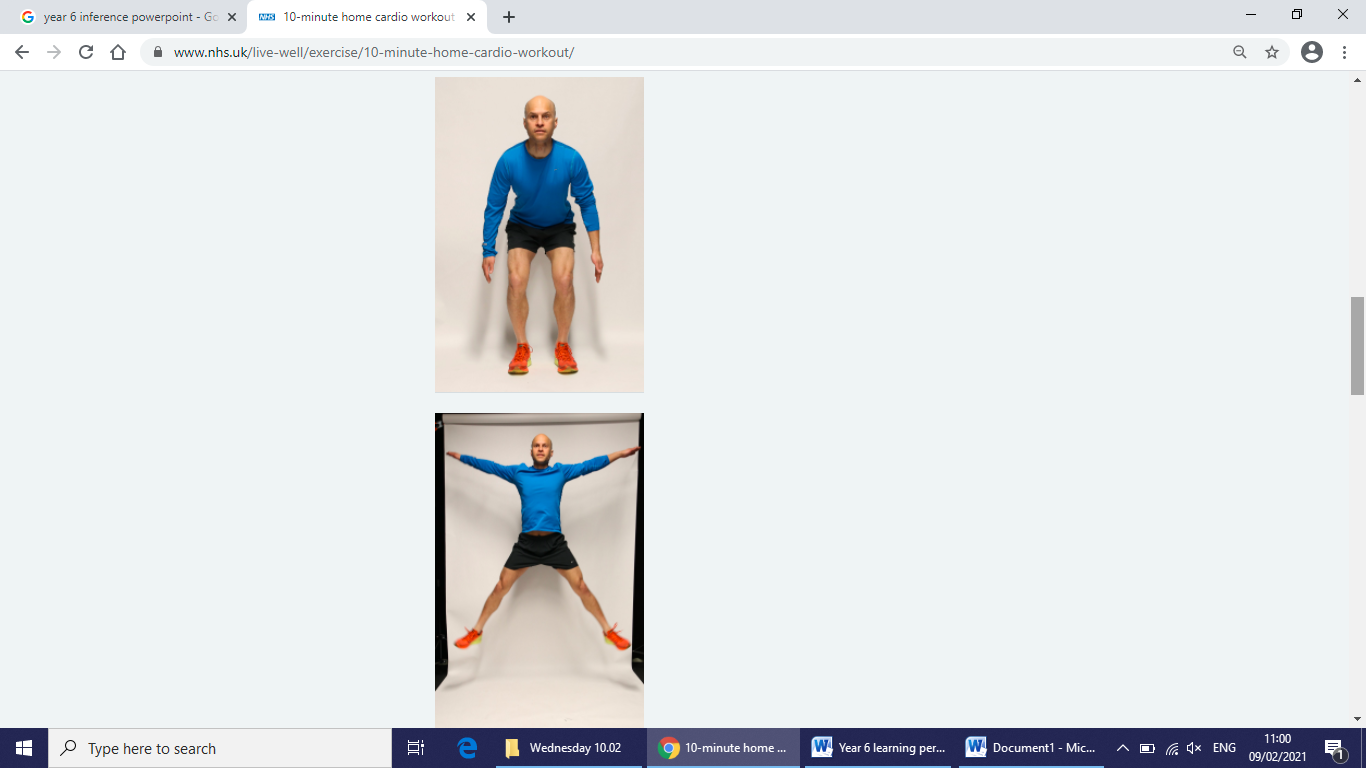 year 6 inference powerpoint - Go
NHS
10-minute home cardio workout
www.nhs.uk/live-well/exercise/10-minute-home-cardio-workout/
Type here to search
Wednesday 10.02
10-minute home ...
Year 6 learning per...
Document1 - Mic...
ENG
11:00
09/02/2021
1